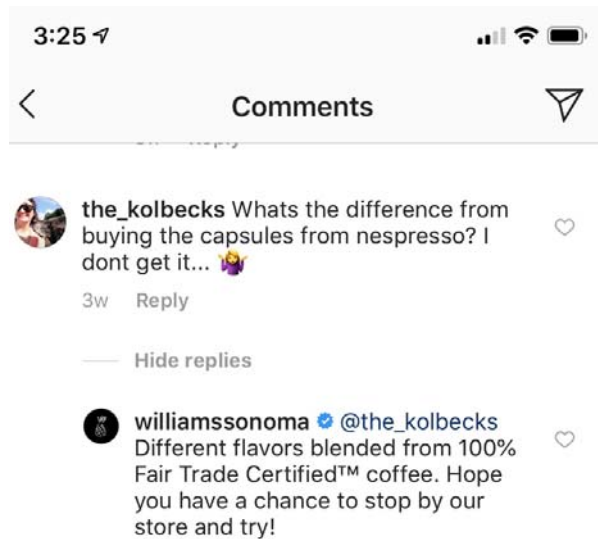 3:25
Comments
the_kolbecks Whats the difference from
buying the capsules from nespresso? I
dont get it... 🤷‍♀️
3w Reply
Hide replies
williamssonoma @the_kolbecks
Different flavors blended from 100%
Fair Trade Certified™ coffee. Hope
you have a chance to stop by our
store and try!